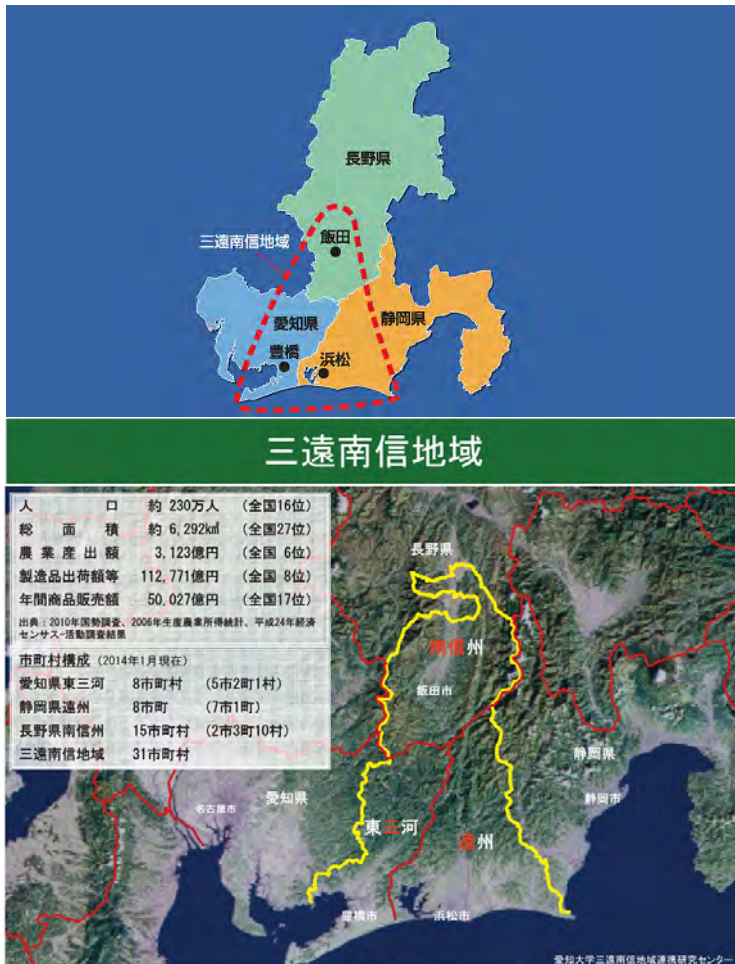 長野県
飯田
三遠南信地域
愛知県
静岡県
豊橋
浜松
三遠南信地域
人口 約 230万人 (全国16位)
総面積 約 6,292k㎡ (全国27位)
農業産出額 3,123億円 (全国 6位)
製造品出荷額等 112,771億円 (全国 8位)
年間商品販売額 50,027億円 (全国17位)
出典:2010年国勢調査、2006年生産農業所得統計、平成24年経済
センサス-活動調査結果
市町村構成 (2014年1月現在)
愛知県東三河 8市町村 (5市2町1村)
静岡県遠州 8市町 (7市1町)
長野県南信州 15市町村 (2市3町10村)
三遠南信地域 31市町村
長野県
南信州
飯田市
静岡県
静岡市
愛知県
名古屋市
東三河
遠州
豊橋市
浜松市
愛知大学三遠南信地域連携研究センター